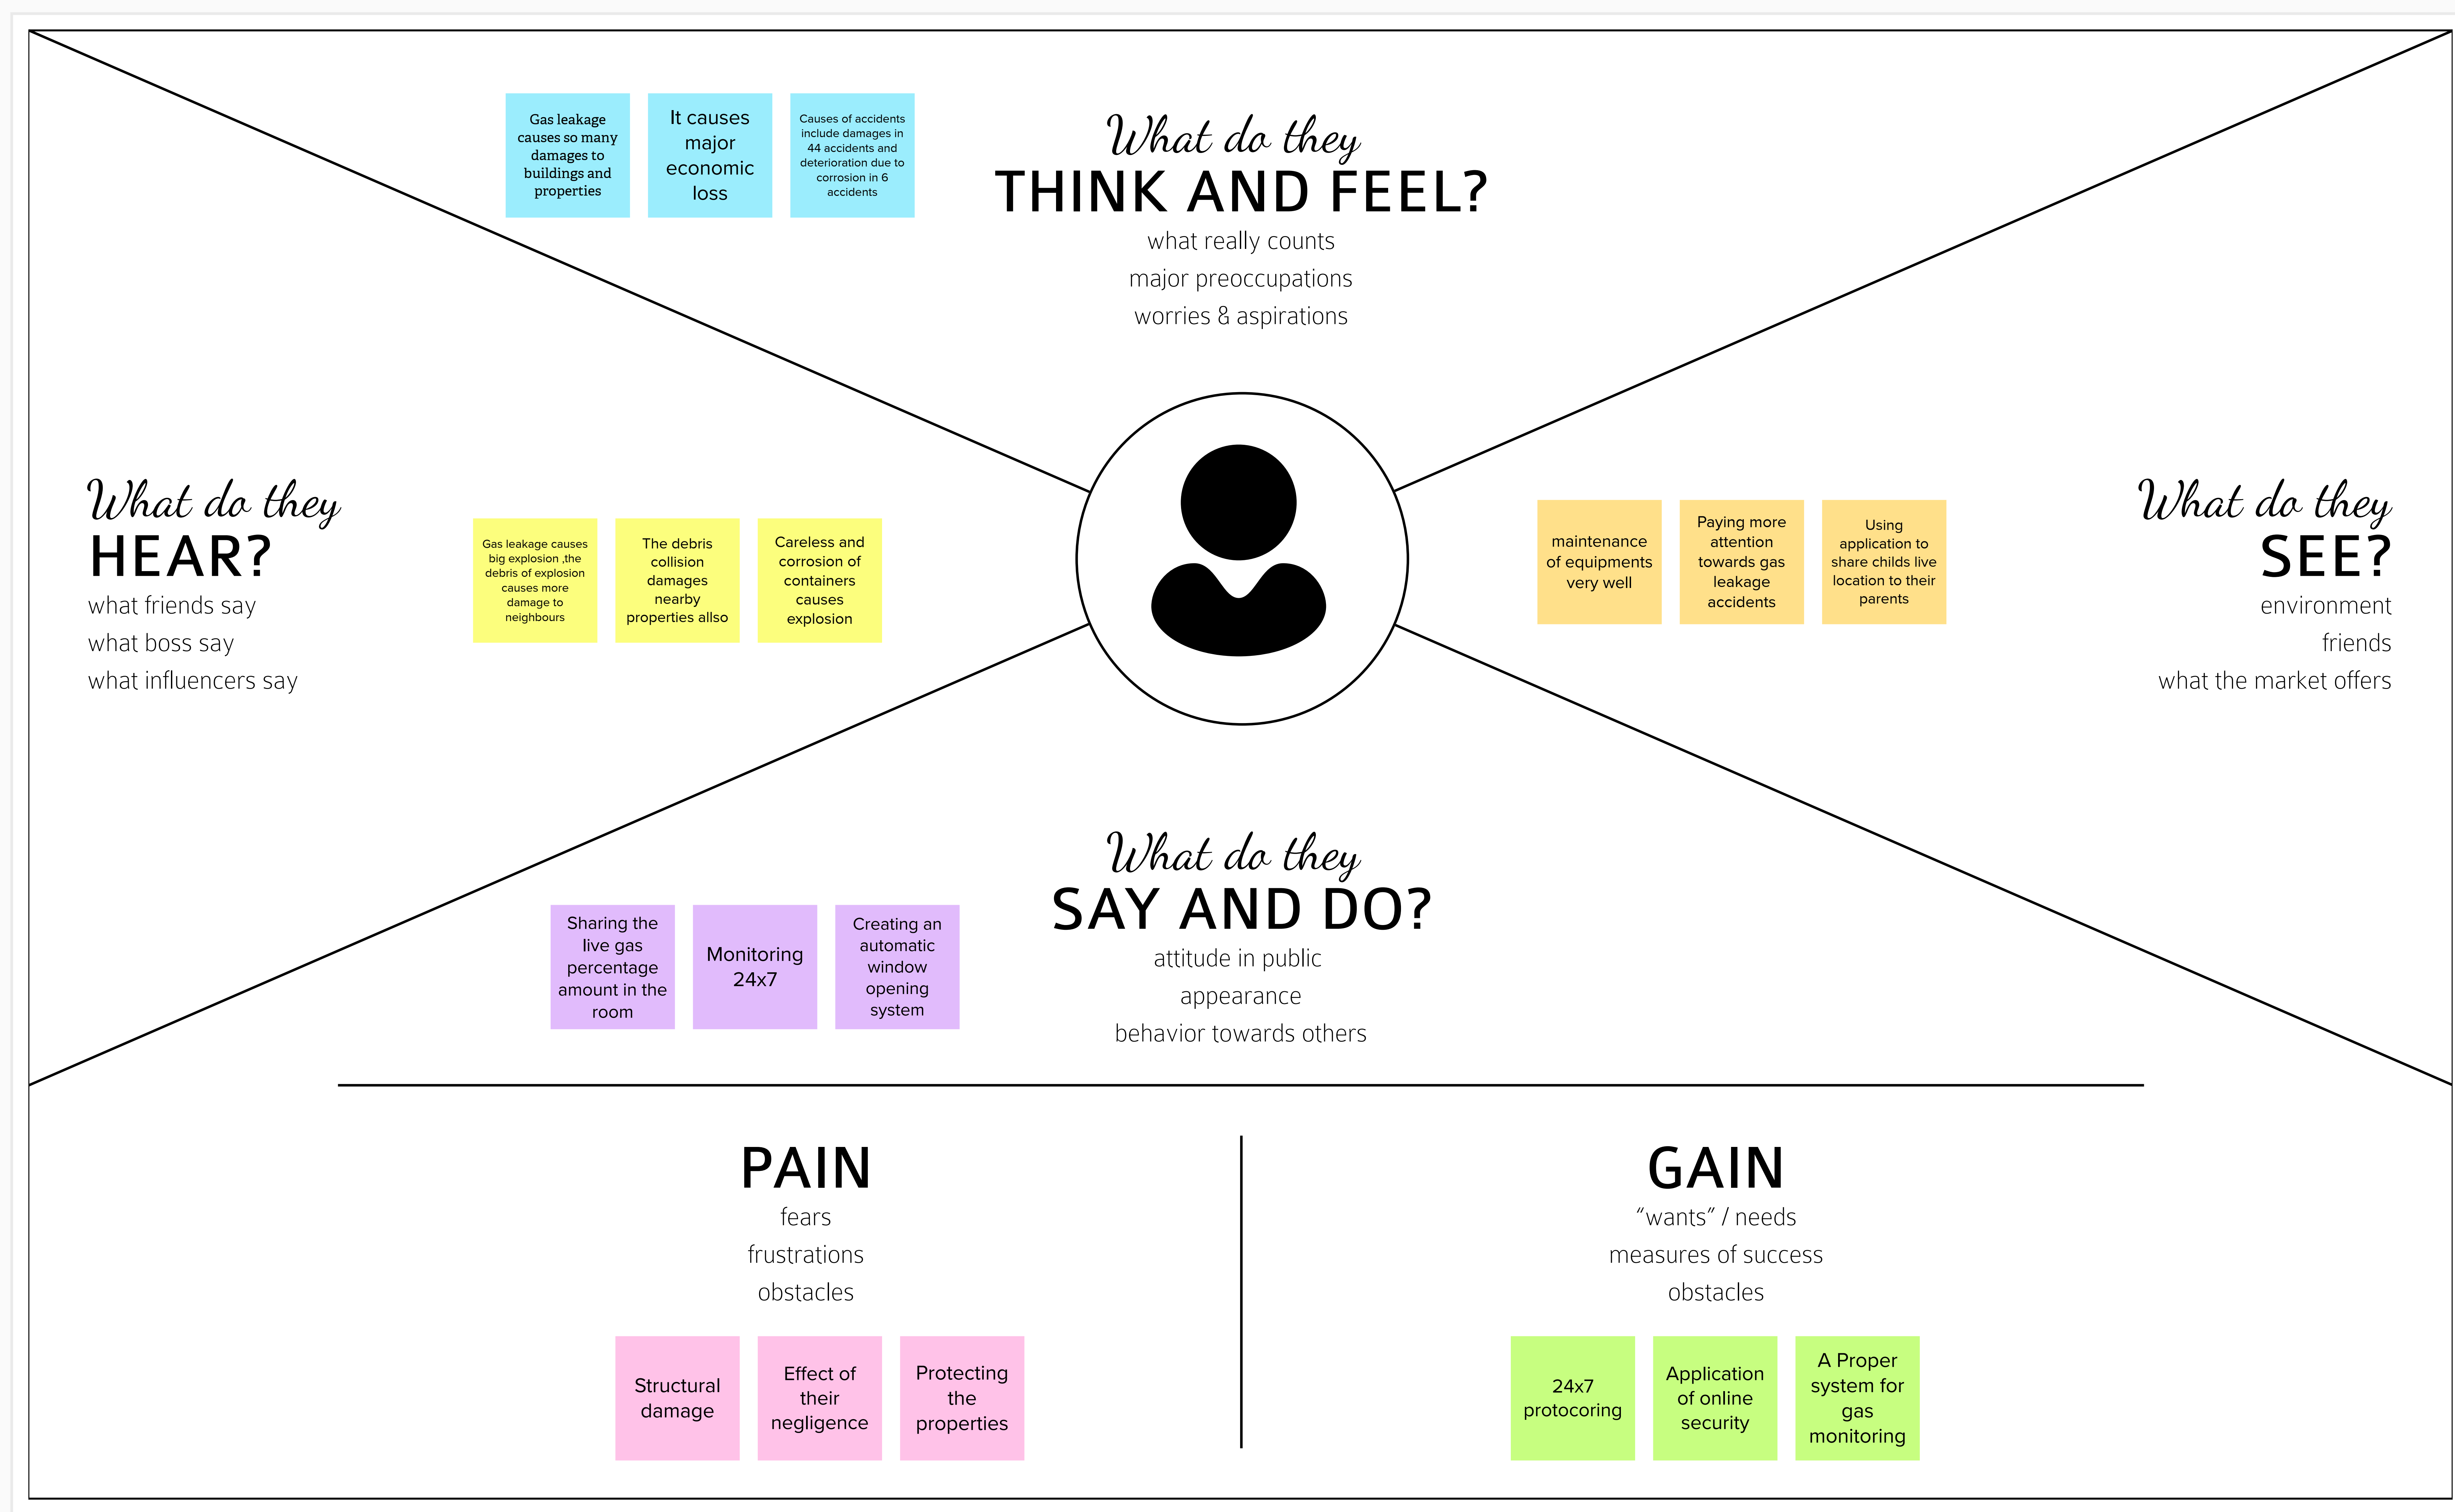 Gas leakage
causes so many
damages to
buildings and
properties
It causes
major
economic
loss
Causes of accidents
include damages in
44 accidents and
deterioration due to
corrosion in 6
accidents
What do they
THINK AND FEEL?
what really counts
major preoccupations
worries & aspirations
What do they
HEAR?
what friends say
what boss say
what influencers say
Gas leakage causes
big explosion ,the
debris of explosion
causes more
damage to
neighbours
The debris
collision
damages
nearby
properties allso
Careless and
corrosion of
containers
causes
explosion
maintenance
of equipments
very well
Paying more
attention
towards gas
leakage
accidents
Using
application to
share childs live
location to their
parents
What do they
SEE?
environment
friends
what the market offers
Sharing the
live gas
percentage
amount in the
room
Monitoring
24x7
Creating an
automatic
window
opening
system
What do they
SAY AND DO?
attitude in public
appearance
behavior towards others
PAIN
fears
frustrations
obstacles
Structural
damage
Effect of
their
negligence
Protecting
the
properties
GAIN
“wants” / needs
measures of success
obstacles
24x7
protocoring
Application
of online
security
A Proper
system for
gas
monitoring